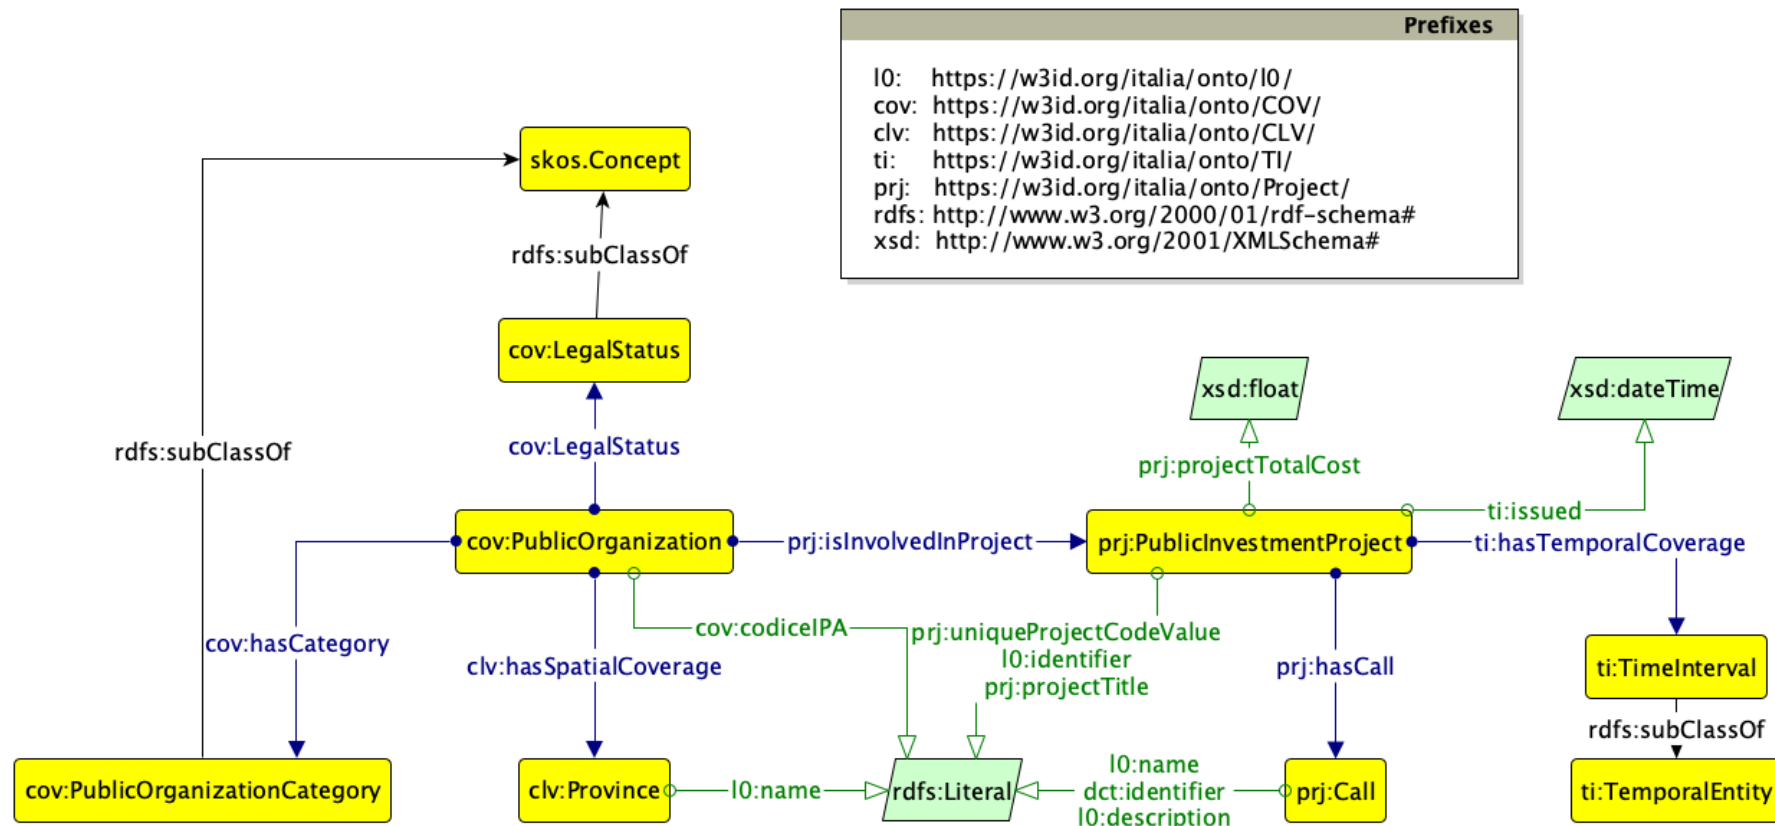 Prefixes
l0: https://w3id.org/italia/onto/l0/
cov: https://w3id.org/italia/onto/COV/
clv: https://w3id.org/italia/onto/CLV/
ti: https://w3id.org/italia/onto/TI/
prj: https://w3id.org/italia/onto/Project/
rdfs: http://www.w3.org/2000/01/rdf-schema#
xsd: http://www.w3.org/2001/XMLSchema#
skos.Concept
rdfs:subClassOf
cov:LegalStatus
xsd:float
xsd:dateTime
rdfs:subClassOf
cov:LegalStatus
prj:projectTotalCost
ti:issued
cov:PublicOrganization
prj:isInvolvedInProject
prj:PublicInvestmentProject
ti:hasTemporalCoverage
cov:hasCategory
clv:hasSpatialCoverage
cov:codiceIPA
prj:uniqueProjectCodeValue
l0:identifier
prj:projectTitle
prj:hasCall
ti:TimeInterval
rdfs:subClassOf
cov:PublicOrganizationCategory
clv:Province
l0:name
rdfs:Literal
l0:name
dct:identifier
l0:description
prj:Call
ti:TemporalEntity